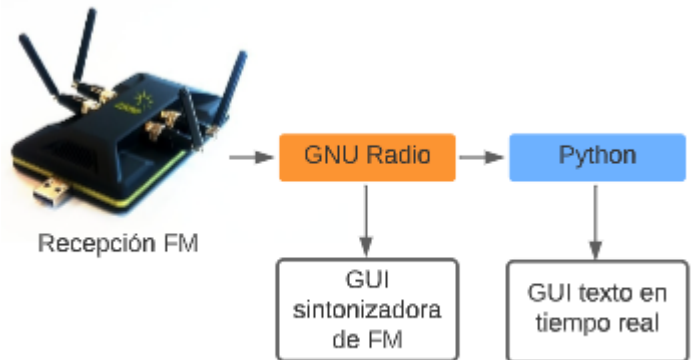 GNU Radio
Python
Recepción FM
GUI
sintonizadora
de FM
GUI texto en
tiempo real